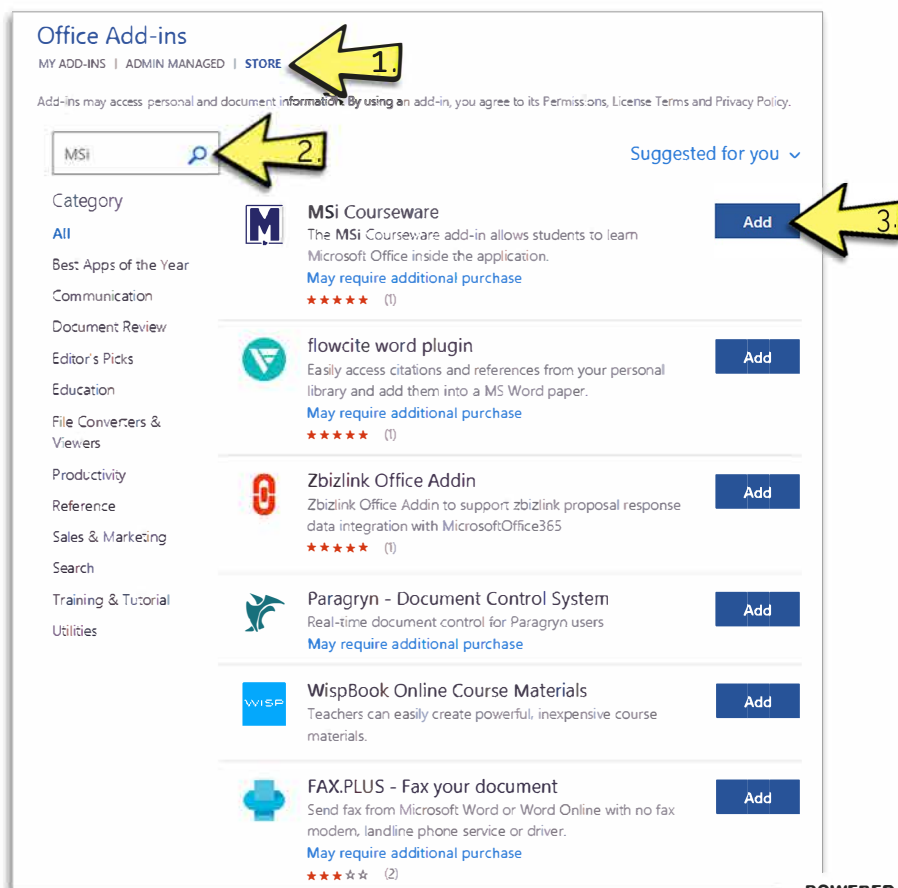 Office Add-ins
MY ADD-INS | ADMIN MANAGED | STORE
1.
Add-ins may access personal and document information. By using an add-in, you agree to its Permissions, License Terms and Privacy Policy.
MSi
2.
Suggested for you
Category
All
Best Apps of the Year
Communication
Document Review
Editor's Picks
Education
File Converters &
Viewers
Productivity
Reference
Sales & Marketing
Search
Training & Tutorial
Utilities
M
MSi Courseware
The MSi Courseware add-in allows students to learn
Microsoft Office inside the application.
May require additional purchase
(1)
Add
3.
flowcite word plugin
Easily access citations and references from your personal
library and add them into a MS Word paper.
May require additional purchase
(1)
Add
Zbizlink Office Addin
Zbizlink Office Addin to support zbizlink proposal response
data integration with MicrosoftOffice365
(1)
Add
Paragryn - Document Control System
Real-time document control for Paragryn users
May require additional purchase
Add
WISP
WispBook Online Course Materials
Teachers can easily create powerful, inexpensive course
materials.
Add
FAX.PLUS - Fax your document
Send fax from Microsoft Word or Word Online with no fax
modem, landline phone service or driver.
May require additional purchase
(2)
Add